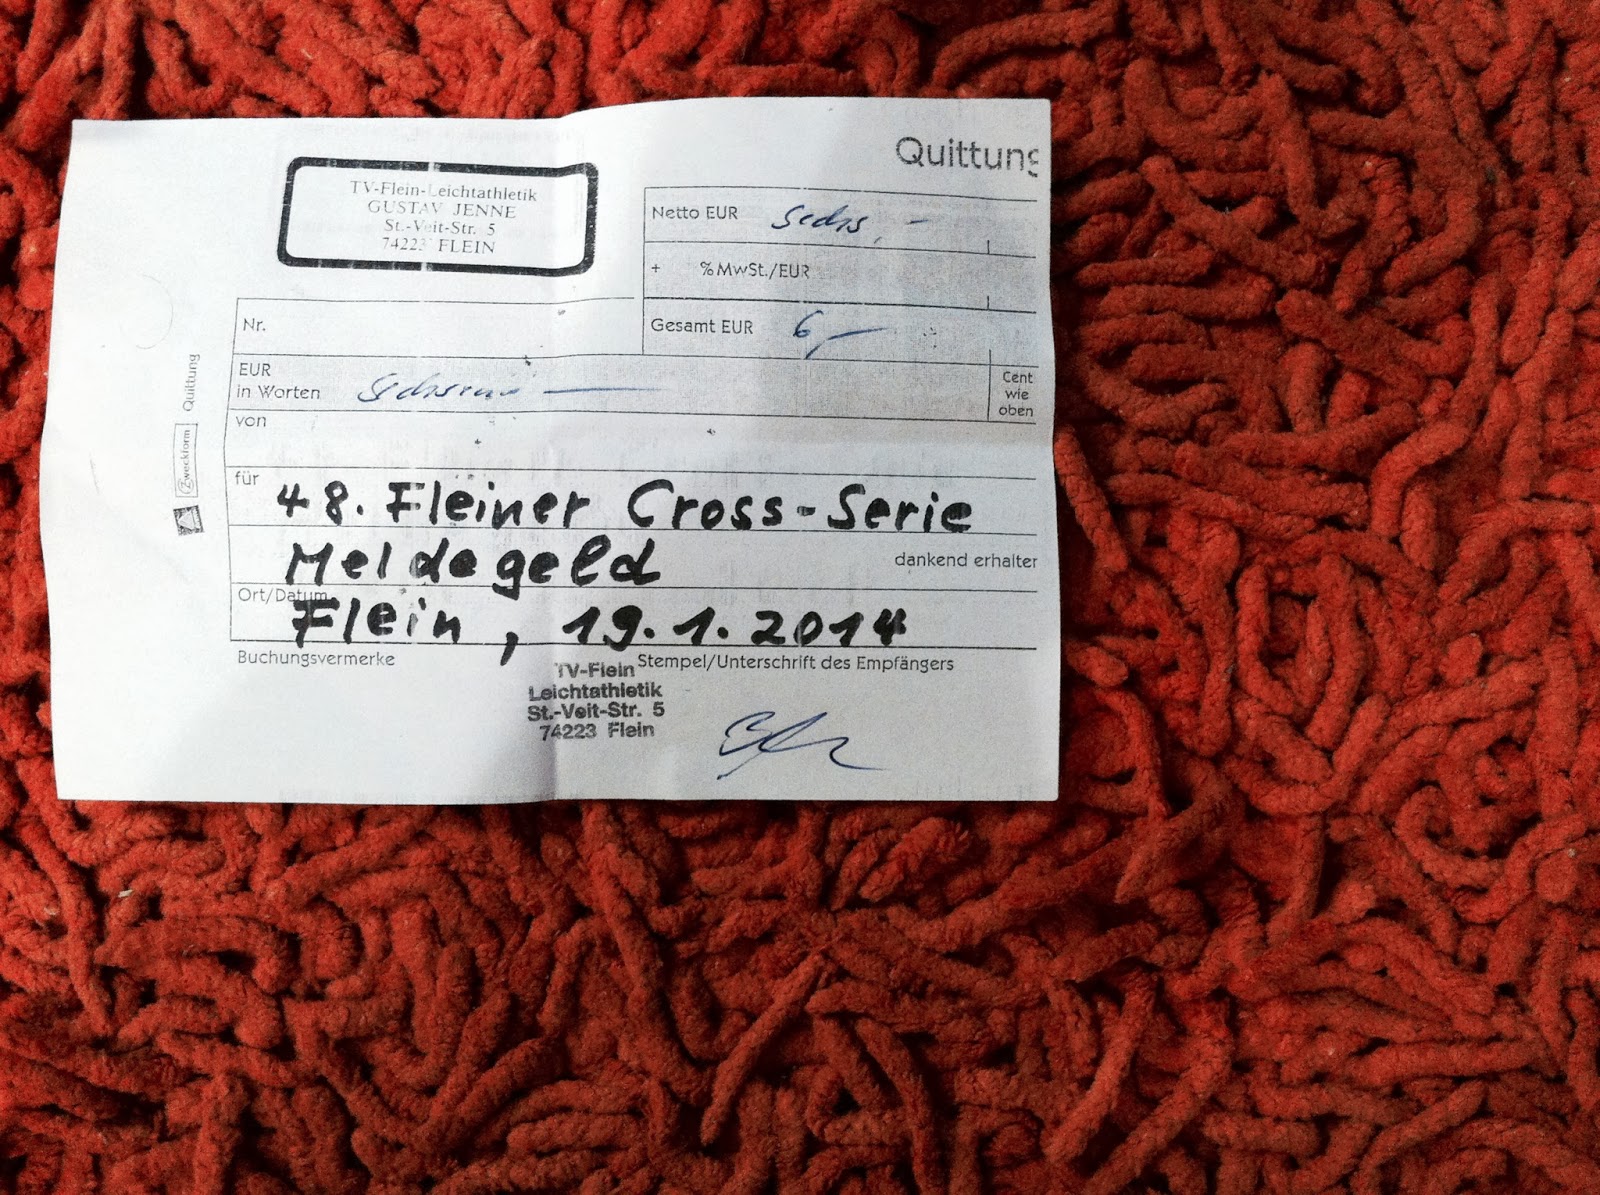 Quittung
TV-Flein-Leichtathletik
GUSTAV JENNE
St.-Veit-Str. 5
74223 FLEIN
Netto EUR sechs, -
+ % MwSt./EUR
Gesamt EUR 6,-
Nr.
EUR
in Worten
Cent
wie
oben
von
für 48. Fleiner Cross-Serie
Meldegeld dankend erhalten
Ort/Datum
Flein, 19.1.2014
Buchungsvermerke Stempel/Unterschrift des Empfängers
TV-Flein
Leichtathletik
St.-Veit-Str. 5
74223 Flein
Zweckform Quittung